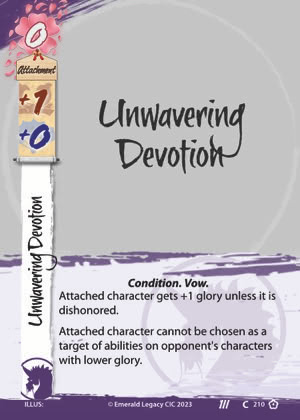 0
Attachment
+1
+0
Unwavering
Devotion
Unwavering Devotion
Condition. Vow.
Attached character gets +1 glory unless it is
dishonored.
Attached character cannot be chosen as a
target of abilities on opponent's characters
with lower glory.
ILLUS:
© Emerald Legacy CIC 2023
C 210